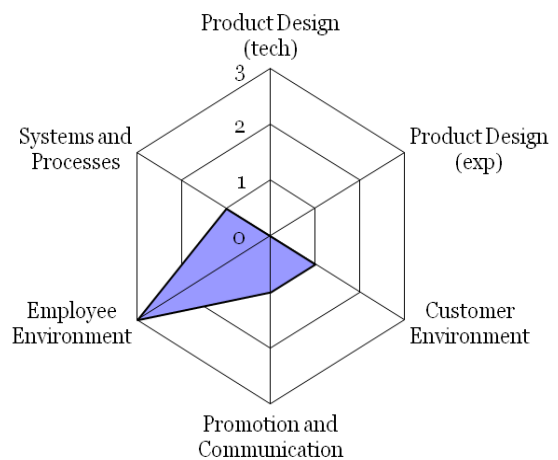 Product Design
(tech)
3
Systems and
Processes
2
Product Design
(exp)
1
0
Employee
Environment
Customer
Environment
Promotion and
Communication